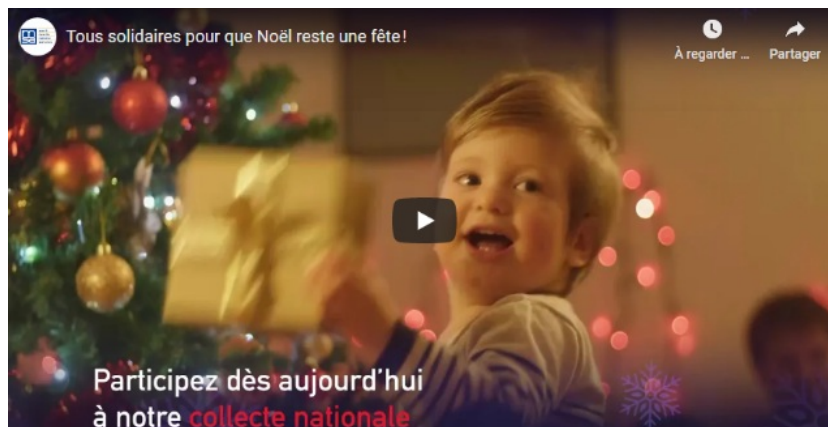 Tous solidaires pour que Noël reste une fête!
À regarder ...
Partager
Participez dès aujourd'hui
à notre collecte nationale